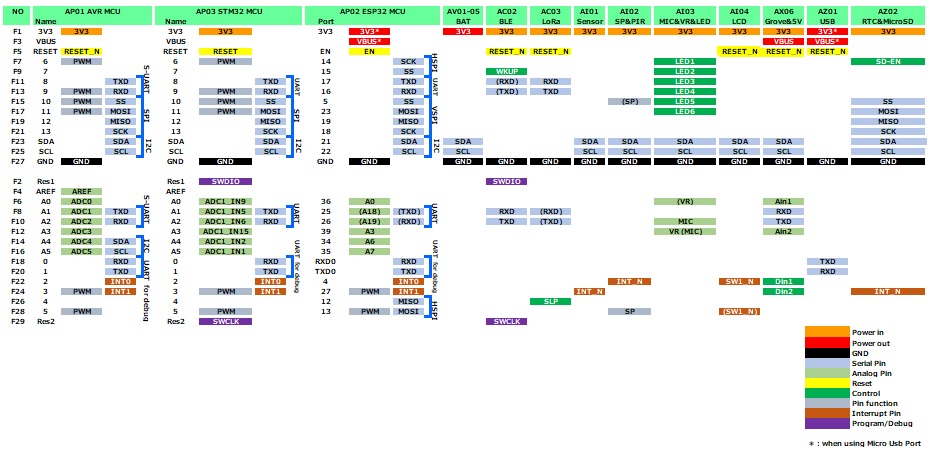 NO AP01 AVR MCU AP03 STM32 MCU AP02 ESP32 MCU AV01-05 AC02 AC03 AI01 AI02 AI03 AI04 AX06 AZ01 AZ02
Name Name Port BAT BLE LoRa Sensor SP&PIR MIC&VR&LED LCD Grove&SV USB RTC&MicroSD
F1 3V3 3V3 3V3 3V3 3V3 3V3* 3V3 3V3 3V3 3V3 3V3 3V3 3V3 3V3 3V3* 3V3
F3 VBUS VBUS VBUS* VBUS VBUS*
F5 RESET RESET_N RESET RESET EN EN RESET_N RESET_N RESET_N RESET_N
F7 6 PWM 6 PWM 14 SCK LED1 SD-EN
F9 7 7 15 SS WKUP LED2
F11 8 TXD 8 TXD 17 TXD (RXD) RXD LED3
F13 9 PWM RXD 9 PWM RXD 16 RXD (TXD) TXD LED4
F15 10 PWM SS 10 PWM SS 5 SS (SP) LED5 SS
F17 11 PWM MOSI 11 PWM MOSI 23 MOSI LED6 MOSI
F19 12 MISO 12 MISO 19 MISO MISO
F21 13 SCK 13 SCK 18 SCK SCK
F23 SDA SDA SDA SDA 21 SDA SDA SDA SDA SDA SDA SDA SDA
F25 SCL SCL SCL SCL 22 SCL SCL SCL SCL SCL SCL SCL SCL
F27 GND GND GND GND GND GND GND GND GND GND GND GND GND GND GND GND
S-UART SPI I2C
UART SPI I2C
HSPI UART VSPI I2C
F2 Res1 Res1 SWDIO SWDIO
F4 AREF AREF AREF
F6 A0 ADC0 A0 ADC1_IN9 36 A0 (VR) Ain1
F8 A1 ADC1 TXD A1 ADC1_IN5 TXD 25 (A18) (TXD) RXD (RXD) RXD
F10 A2 ADC2 RXD A2 ADC1_IN6 RXD 26 (A19) (RXD) TXD (TXD) MIC TXD
F12 A3 ADC3 A3 ADC1_IN15 39 A3 VR (MIC) Ain2
F14 A4 ADC4 SDA A4 ADC1_IN2 34 A6
F16 A5 ADC5 SCL A5 ADC1_IN1 35 A7
F18 0 RXD 0 RXD RXD0 RXD TXD
F20 1 TXD 1 TXD TXD0 TXD RXD
F22 2 INT0 2 INT0 4 INT0 INT_N SW1_N Din1
F24 3 PWM INT1 3 PWM INT1 27 PWM INT1 INT_N Din2 INT_N
F26 4 4 12 MISO SLP
F28 5 PWM 5 PWM 13 PWM MOSI SP (SW1_N)
F29 Res2 Res2 SWCLK SWCLK
S-UART I2C UART for debug
UART UART for debug
UART UART for debug HSPI
Power in
Power out
GND
Serial Pin
Analog Pin
Reset
Control
Pin function
Interrupt Pin
Program/Debug
* : when using Micro Usb Port